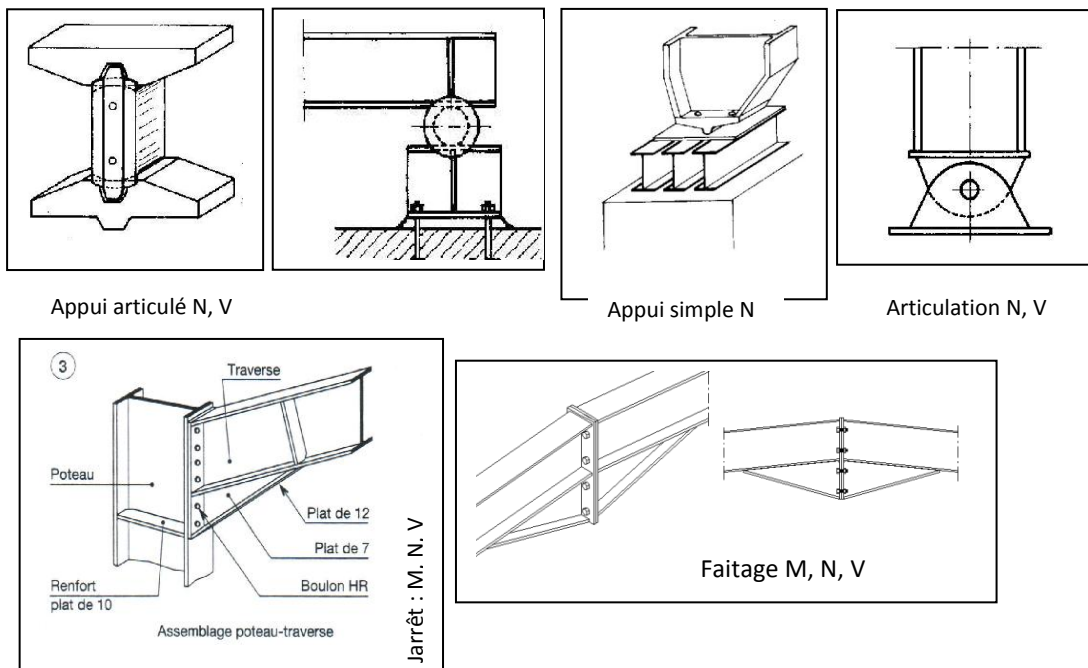 Appui articulé N, V
Appui simple N
Articulation N, V
3
Traverse
Poteau
Plat de 12
Plat de 7
Renfort
plat de 10
Boulon HR
Assemblage poteau-traverse
Jarrêt : M. N. V
Faitage M, N, V